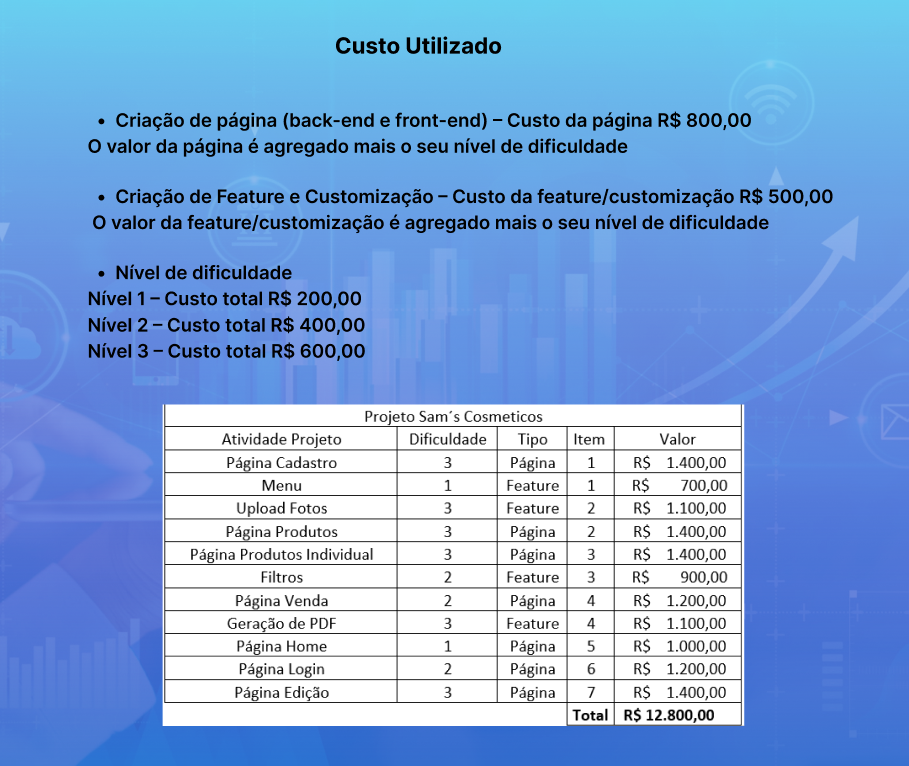 Custo Utilizado
• Criação de página (back-end e front-end) – Custo da página R$ 800,00
O valor da página é agregado mais o seu nível de dificuldade
• Criação de Feature e Customização – Custo da feature/customização R$ 500,00
O valor da feature/customização é agregado mais o seu nível de dificuldade
• Nível de dificuldade
Nível 1 – Custo total R$ 200,00
Nível 2 – Custo total R$ 400,00
Nível 3 – Custo total R$ 600,00
Projeto Sam´s Cosmeticos
Atividade Projeto Dificuldade Tipo Item Valor
Página Cadastro 3 Página 1 R$ 1.400,00
Menu 1 Feature 1 R$ 700,00
Upload Fotos 3 Feature 2 R$ 1.100,00
Página Produtos 3 Página 2 R$ 1.400,00
Página Produtos Individual 3 Página 3 R$ 1.400,00
Filtros 2 Feature 3 R$ 900,00
Página Venda 2 Página 4 R$ 1.200,00
Geração de PDF 3 Feature 4 R$ 1.100,00
Página Home 1 Página 5 R$ 1.000,00
Página Login 2 Página 6 R$ 1.200,00
Página Edição 3 Página 7 R$ 1.400,00
Total R$ 12.800,00